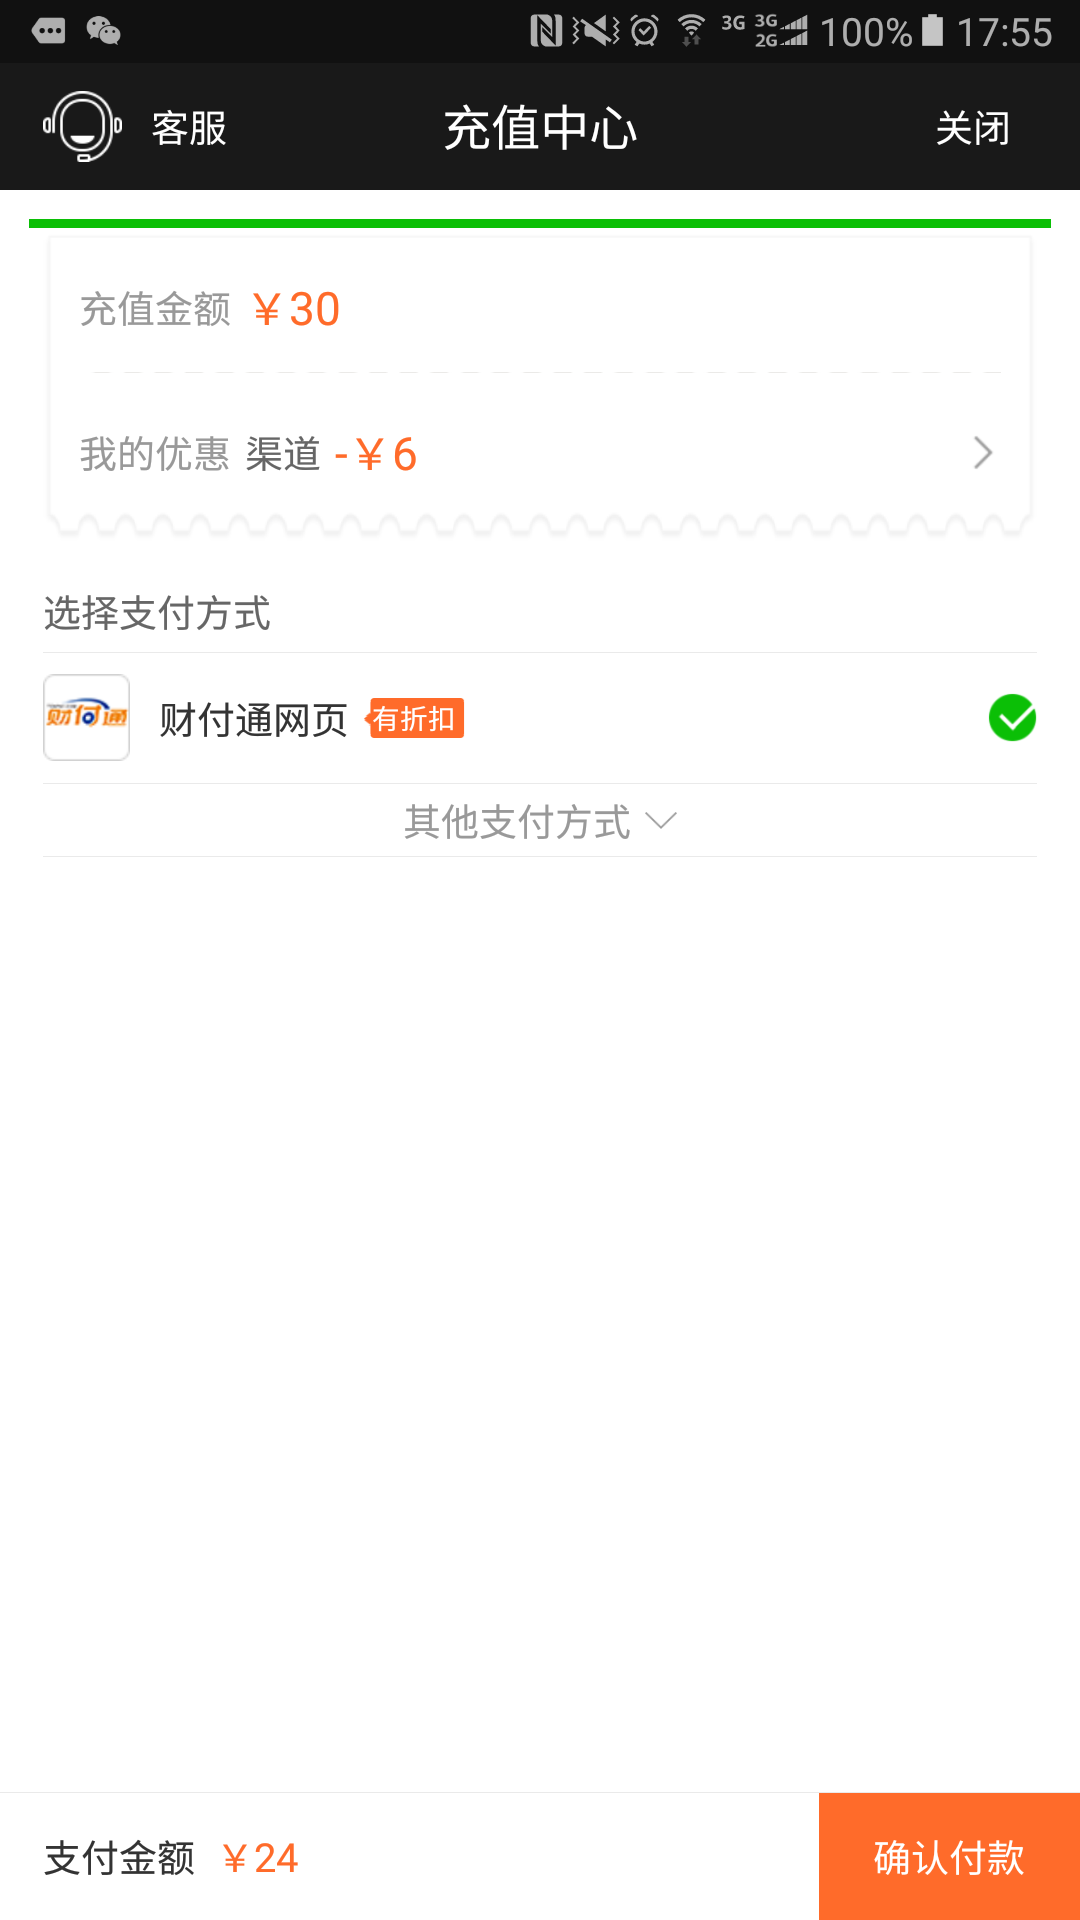 3G 3G 2G 100% 17:55
客服 充值中心 关闭
充值金额 ￥30
我的优惠 渠道 -￥6
选择支付方式
财付通 财付通网页 有折扣
其他支付方式
支付金额 ￥24 确认付款